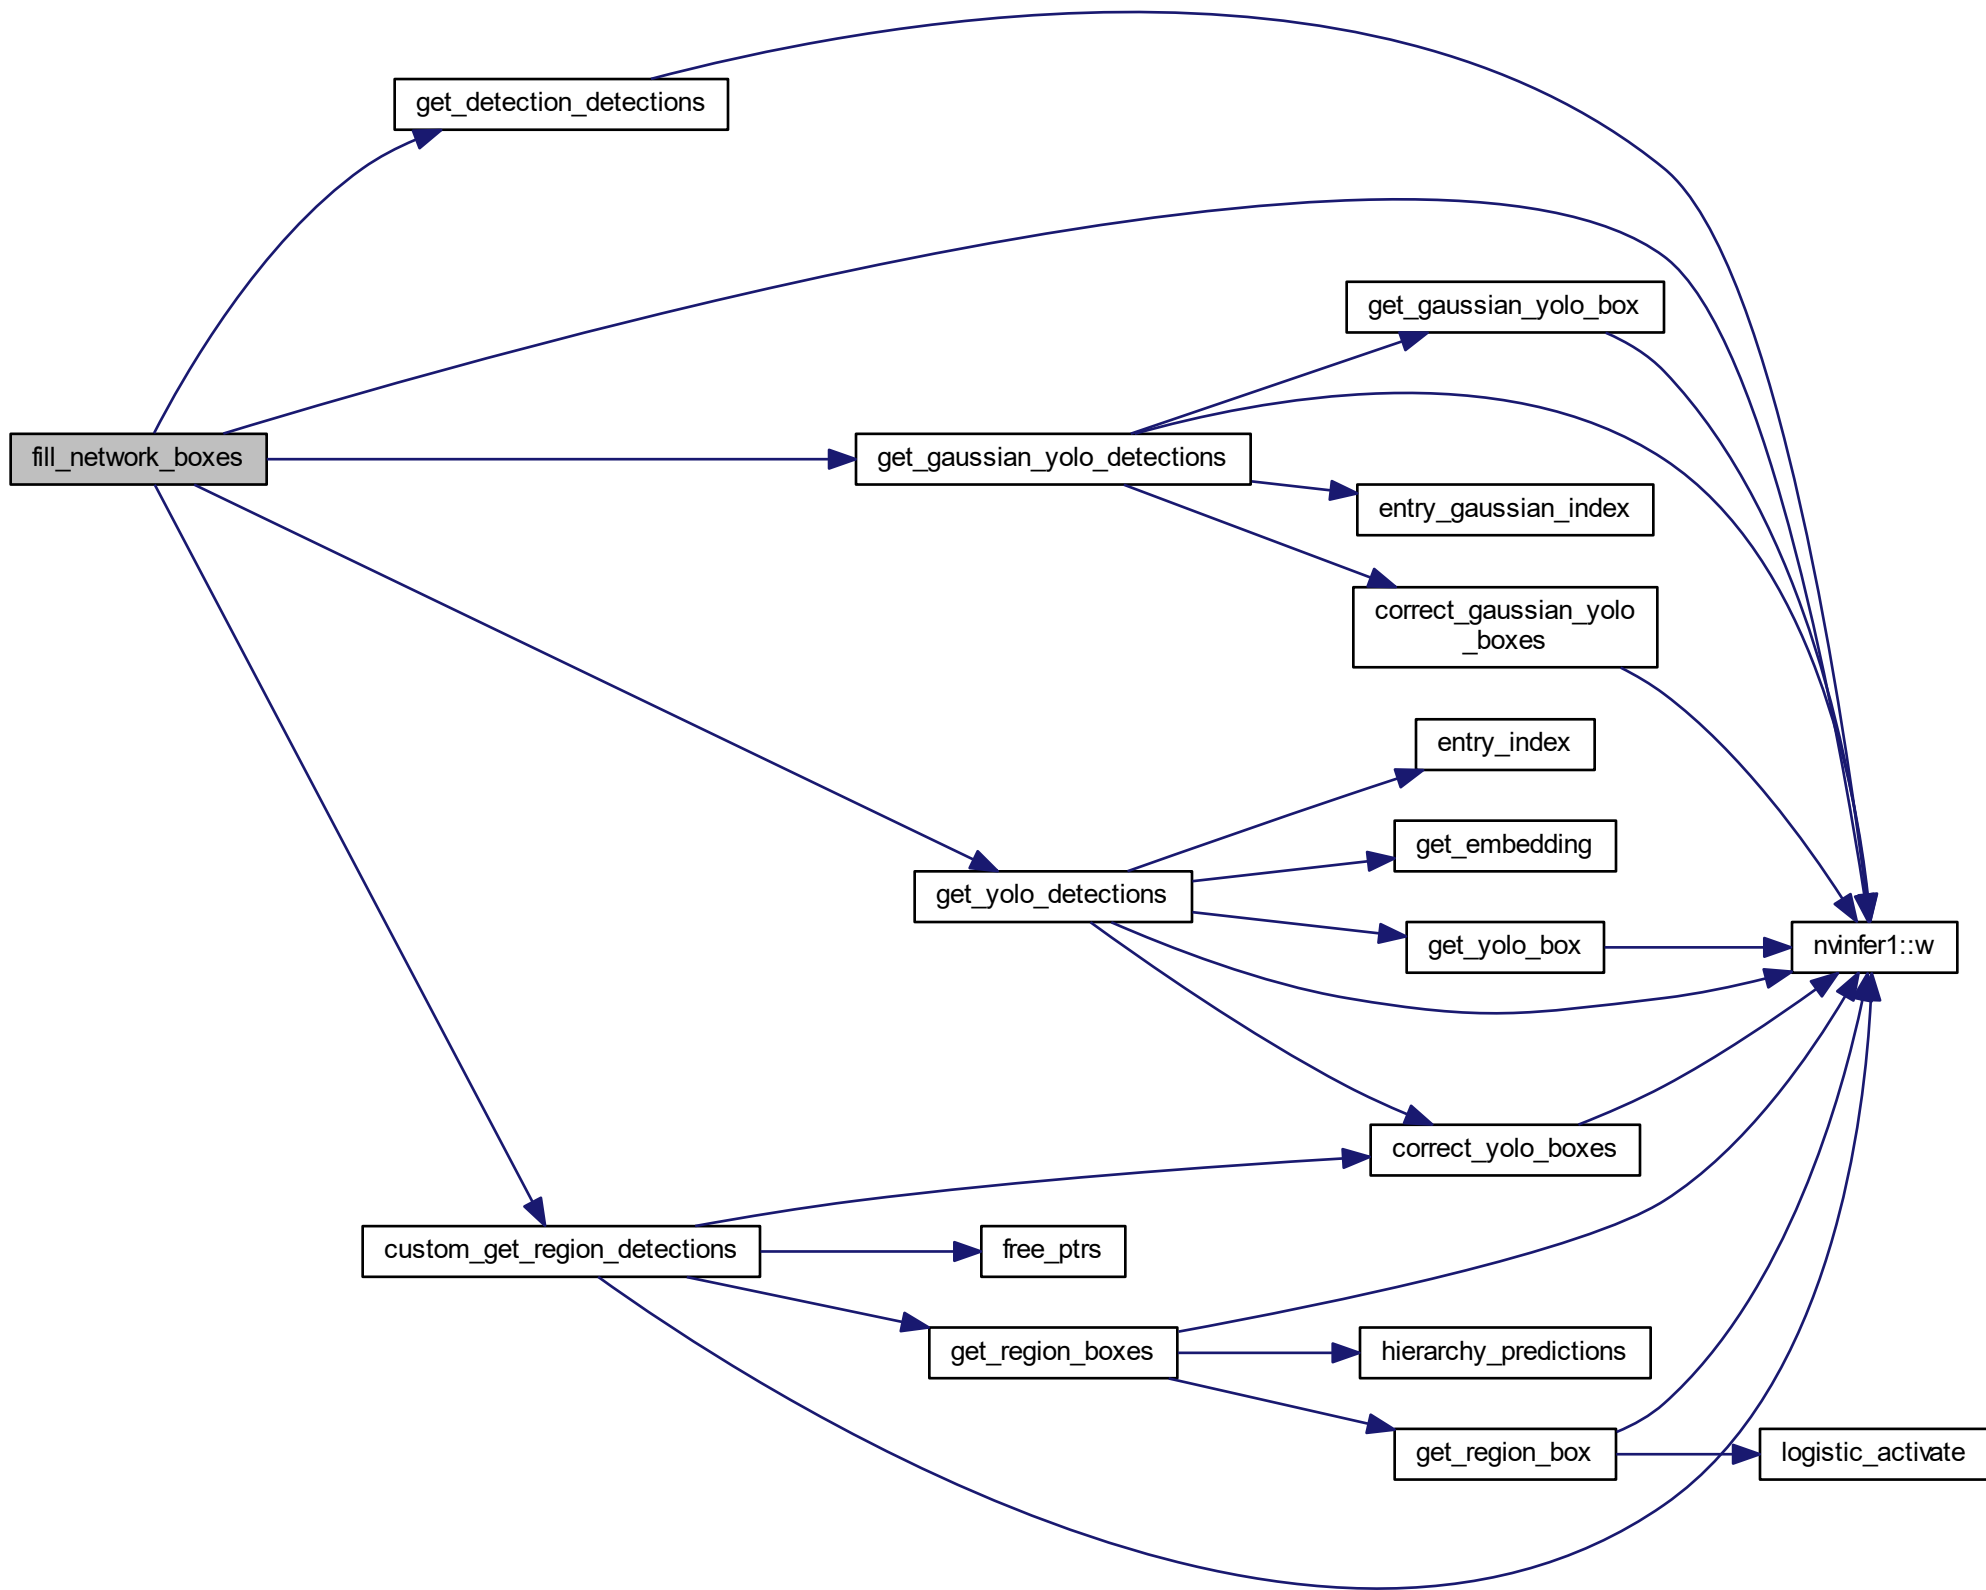 get_detection_detections
get_gaussian_yolo_box
fill_network_boxes
get_gaussian_yolo_detections
entry_gaussian_index
correct_gaussian_yolo
_boxes
entry_index
get_embedding
get_yolo_detections
get_yolo_box
nvinfer1::w
correct_yolo_boxes
custom_get_region_detections
free_ptrs
get_region_boxes
hierarchy_predictions
get_region_box
logistic_activate